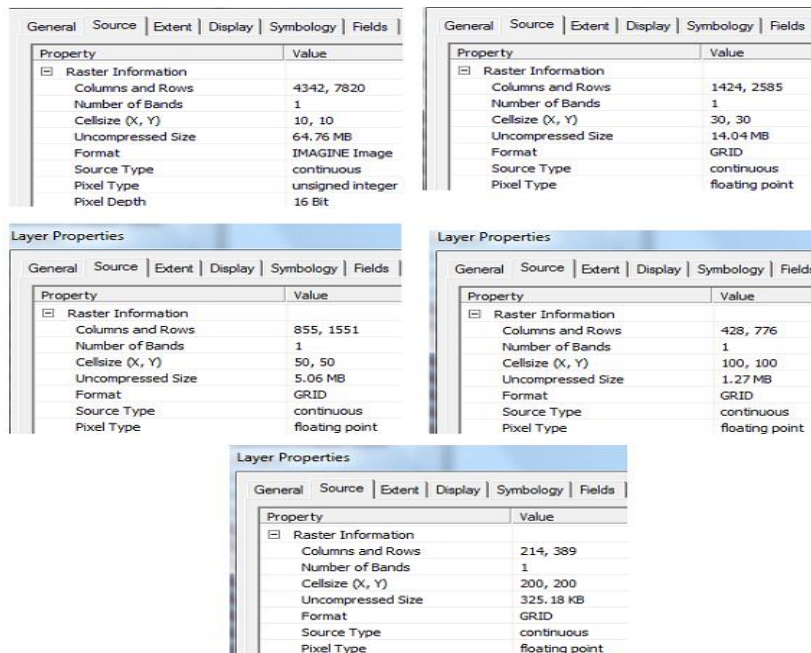 General Source Extent Display Symbology Fields
Property Value
Raster Information
Columns and Rows 4342, 7820
Number of Bands 1
Cellsize (X, Y) 10, 10
Uncompressed Size 64.76 MB
Format IMAGINE Image
Source Type continuous
Pixel Type unsigned integer
Pixel Depth 16 Bit
General Source Extent Display Symbology Fields
Property Value
Raster Information
Columns and Rows 1424, 2585
Number of Bands 1
Cellsize (X, Y) 30, 30
Uncompressed Size 14.04 MB
Format GRID
Source Type continuous
Pixel Type floating point
Layer Properties
General Source Extent Display Symbology Fields
Property Value
Raster Information
Columns and Rows 855, 1551
Number of Bands 1
Cellsize (X, Y) 50, 50
Uncompressed Size 5.06 MB
Format GRID
Source Type continuous
Pixel Type floating point
Layer Properties
General Source Extent Display Symbology Fields
Property Value
Raster Information
Columns and Rows 428, 776
Number of Bands 1
Cellsize (X, Y) 100, 100
Uncompressed Size 1.27 MB
Format GRID
Source Type continuous
Pixel Type floating point
Layer Properties
General Source Extent Display Symbology Fields
Property Value
Raster Information
Columns and Rows 214, 389
Number of Bands 1
Cellsize (X, Y) 200, 200
Uncompressed Size 325.18 KB
Format GRID
Source Type continuous
Pixel Type floating point